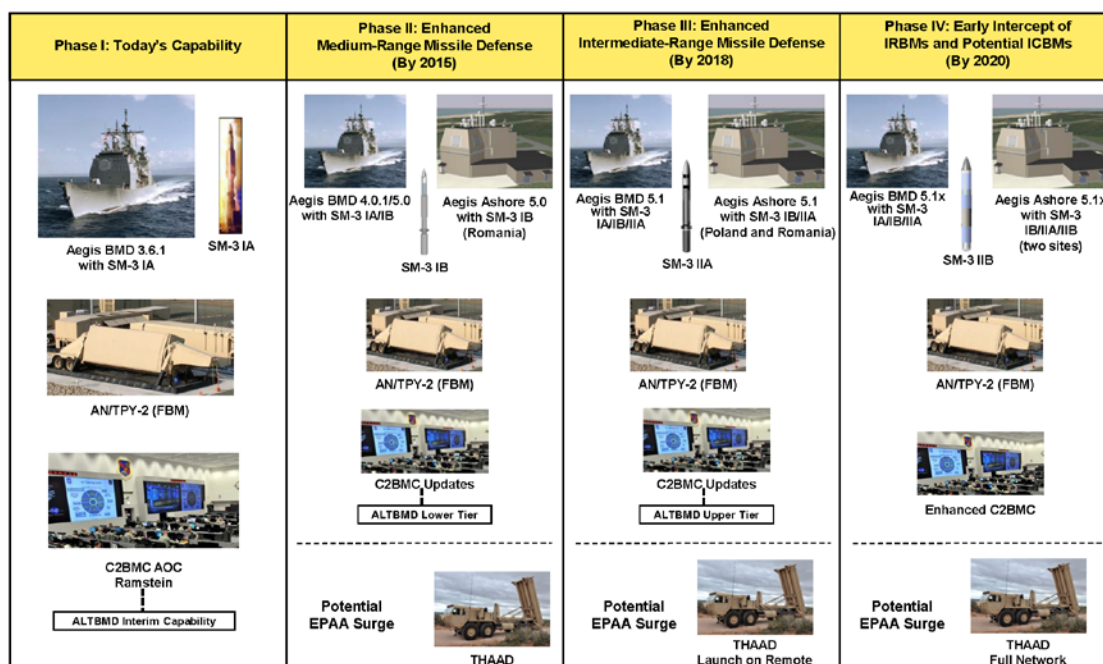 Phase I: Today's Capability
Aegis BMD 3.6.1
with SM-3 IA
SM-3 IA
AN/TPY-2 (FBM)
C2BMC AOC
Ramstein
ALTBMD Interim Capability
Phase II: Enhanced
Medium-Range Missile Defense
(By 2015)
Aegis BMD 4.0.1/5.0
with SM-3 IA/IB
Aegis Ashore 5.0
with SM-3 IB
(Romania)
SM-3 IB
AN/TPY-2 (FBM)
C2BMC Updates
ALTBMD Lower Tier
Potential
EPAA Surge
THAAD
Phase III: Enhanced
Intermediate-Range Missile Defense
(By 2018)
Aegis BMD 5.1
with SM-3
IA/IB/IIA
Aegis Ashore 5.1
with SM-3 IB/IIA
(Poland and Romania)
SM-3 IIA
AN/TPY-2 (FBM)
C2BMC Updates
ALTBMD Upper Tier
Potential
EPAA Surge
THAAD
Launch on Remote
Phase IV: Early Intercept of
IRBMs and Potential ICBMs
(By 2020)
Aegis BMD 5.1x
with SM-3
IA/IB/IIA
Aegis Ashore 5.1x
with SM-3
IB/IIA/IIB
(two sites)
SM-3 IIB
AN/TPY-2 (FBM)
Enhanced C2BMC
Potential
EPAA Surge
THAAD
Full Network